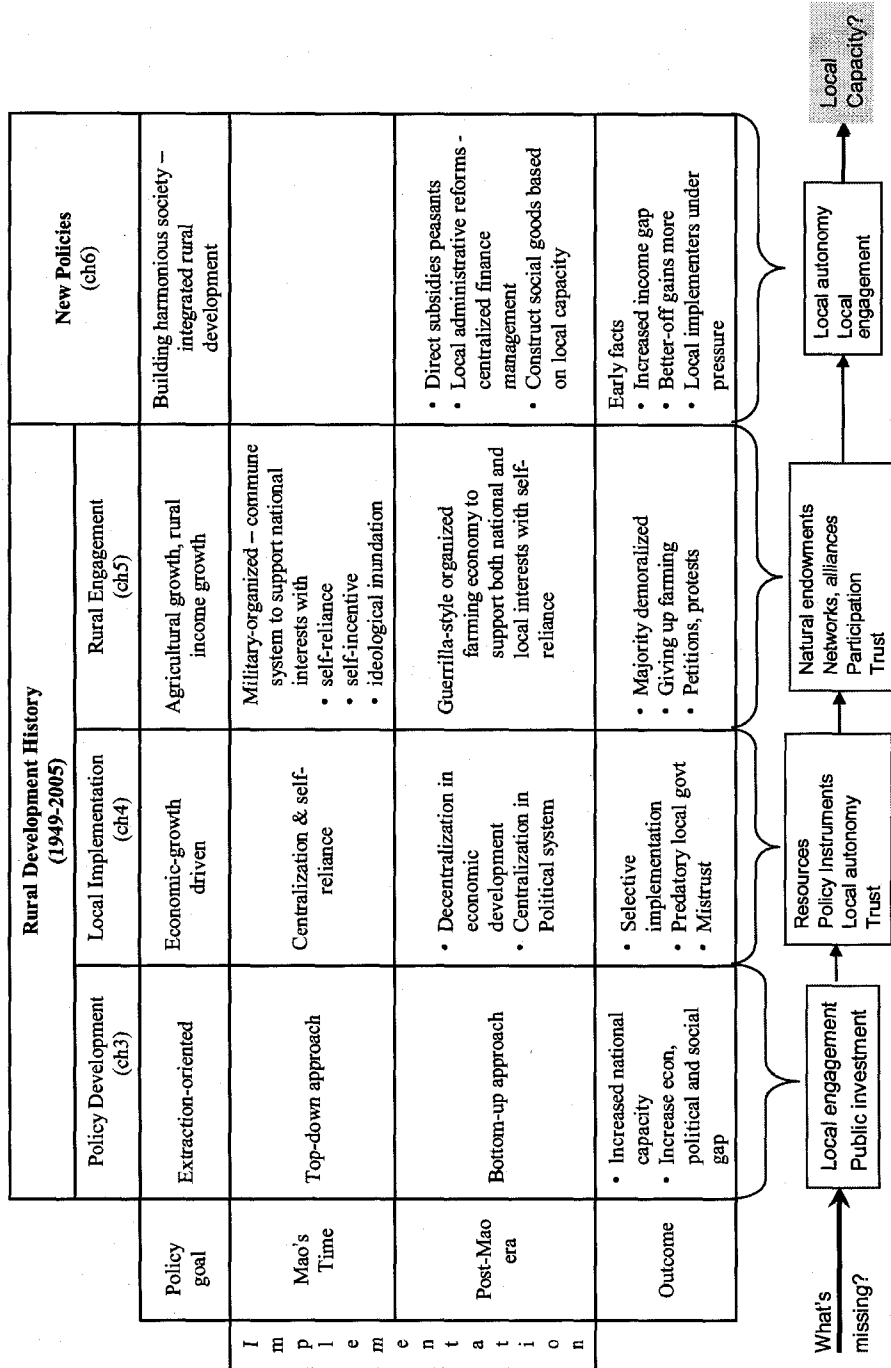 Rural Development History
(1949-2005)
New Policies
(ch6)
Policy Development
(ch3)
Local Implementation
(ch4)
Rural Engagement
(ch5)
Policy
goal
Extraction-oriented
Economic-growth
driven
Agricultural growth, rural
income growth
Building harmonious society –
integrated rural
development
I
m
p
l
e
m
e
n
t
a
t
i
o
n
Mao's
Time
Top-down approach
Centralization & self-
reliance
Military-organized – commune
system to support national
interests with
• self-reliance
• self-incentive
• ideological inundation
Post-Mao
era
Bottom-up approach
• Decentralization in
economic
development
• Centralization in
Political system
Guerrilla-style organized
farming economy to
support both national and
local interests with self-
reliance
• Direct subsidies peasants
• Local administrative reforms -
centralized finance
management
• Construct social goods based
on local capacity
Outcome
• Increased national
capacity
• Increase econ,
political and social
gap
• Selective
implementation
• Predatory local govt
• Mistrust
• Majority demoralized
• Giving up farming
• Petitions, protests
Early facts
• Increased income gap
• Better-off gains more
• Local implementers under
pressure
What's
missing?
Local engagement
Public investment
Resources
Policy Instruments
Local autonomy
Trust
Natural endowments
Networks, alliances
Participation
Trust
Local autonomy
Local
engagement
Local
Capacity?